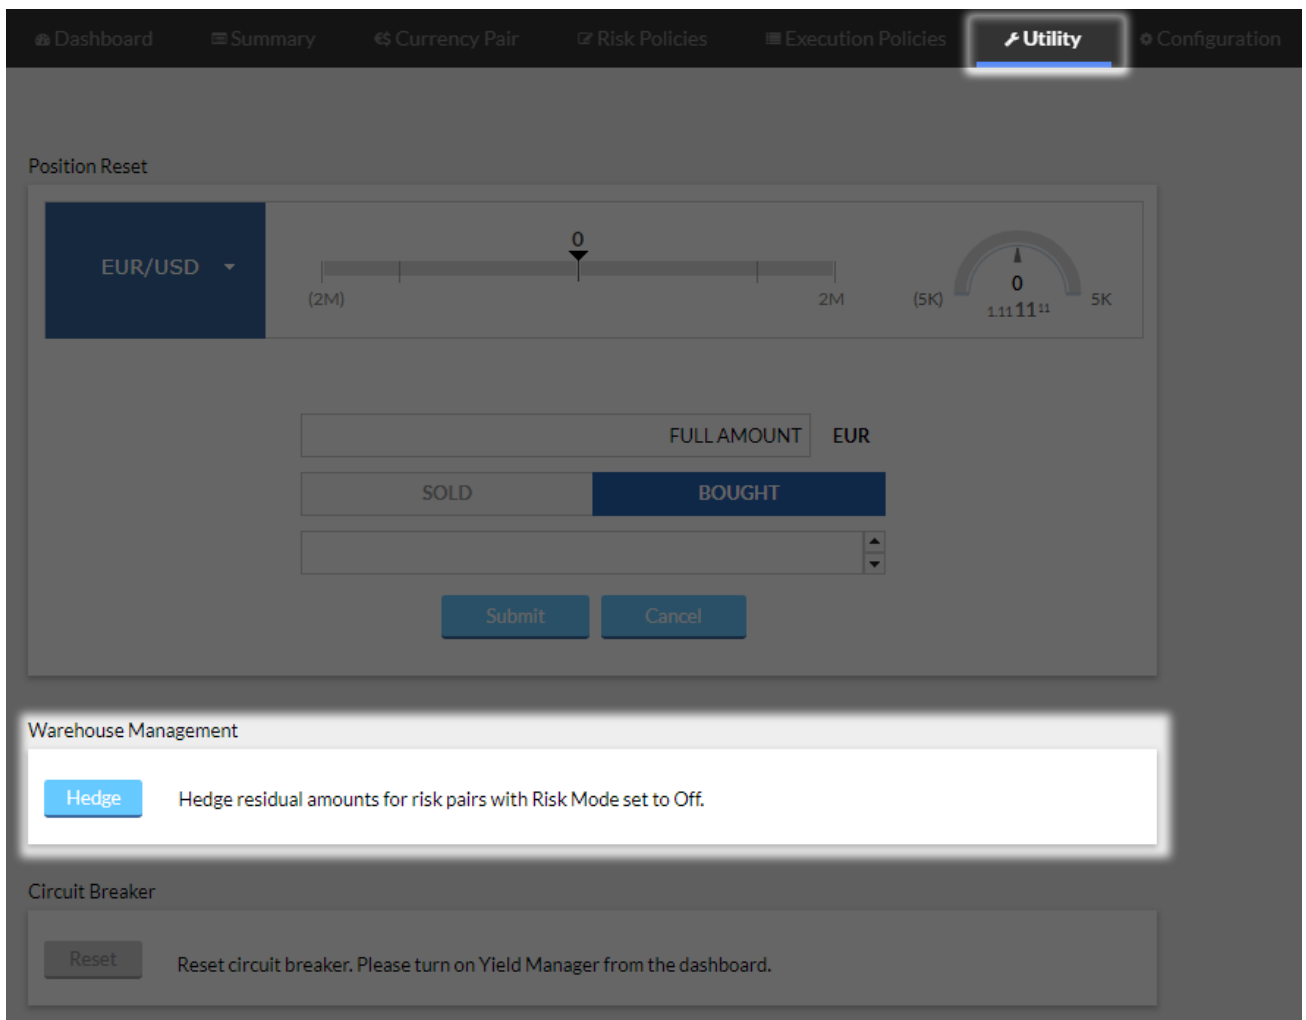 Dashboard Summary €$ Currency Pair Risk Policies Execution Policies Utility Configuration
Position Reset
EUR/USD
0
(2M) 2M
(5K) 0 5K
1.111111
FULL AMOUNT EUR
SOLD BOUGHT
Submit Cancel
Warehouse Management
Hedge Hedge residual amounts for risk pairs with Risk Mode set to Off.
Circuit Breaker
Reset Reset circuit breaker. Please turn on Yield Manager from the dashboard.